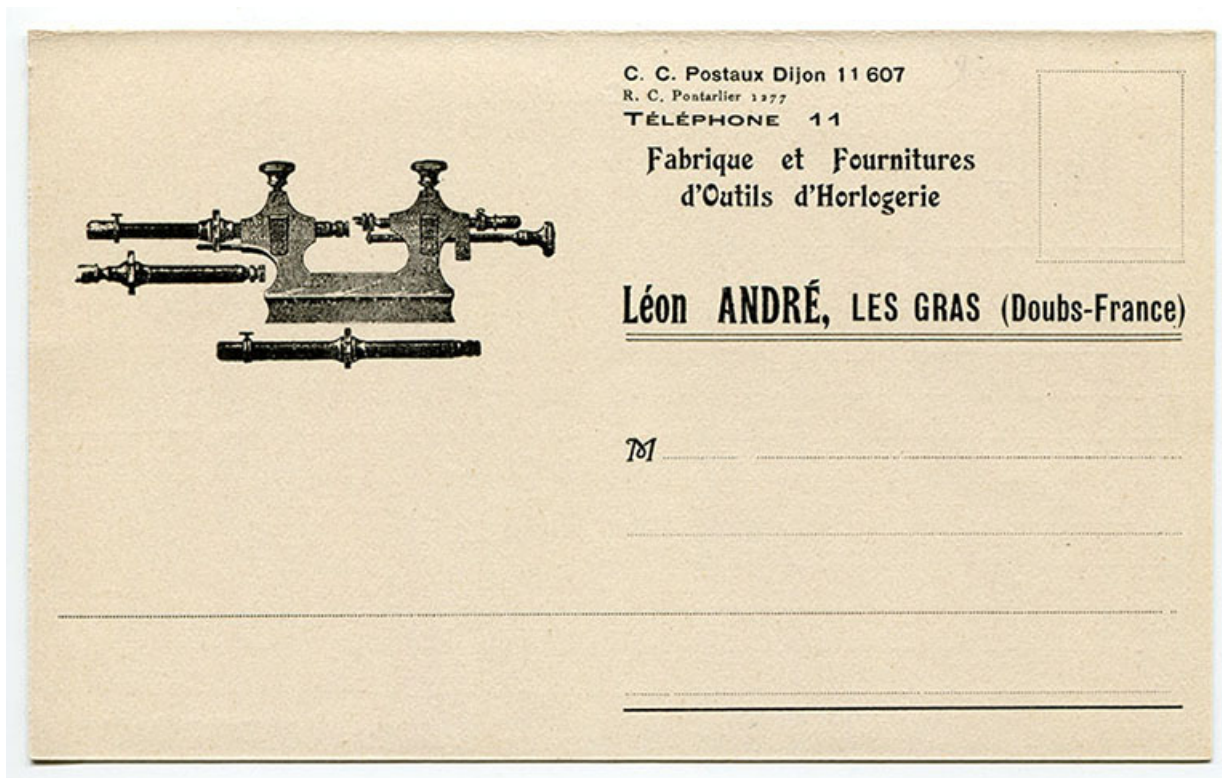 C. C. Postaux Dijon 11 607
R. C. Pontarlier 1277
TÉLÉPHONE 11
Fabrique et Fournitures
d'Outils d'Horlogerie
Léon ANDRÉ, LES GRAS (Doubs-France)
M